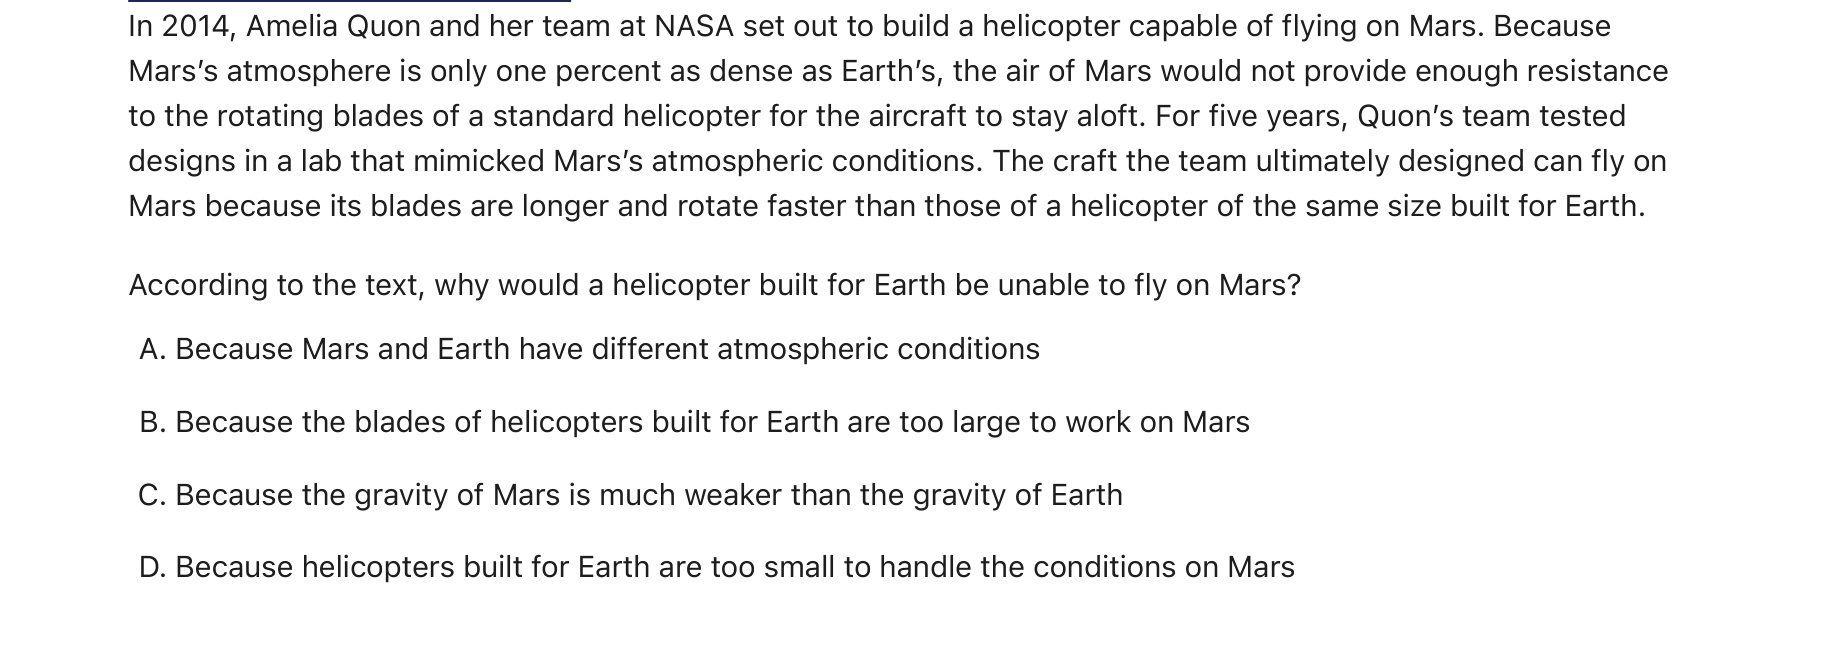 In 2014, Amelia Quon and her team at NASA set out to build a helicopter capable of flying on Mars. Because
Mars’s atmosphere is only one percent as dense as Earth’s, the air of Mars would not provide enough resistance
to the rotating blades of a standard helicopter for the aircraft to stay aloft. For five years, Quon’s team tested
designs in a lab that mimicked Mars’s atmospheric conditions. The craft the team ultimately designed can fly on
Mars because its blades are longer and rotate faster than those of a helicopter of the same size built for Earth.
According to the text, why would a helicopter built for Earth be unable to fly on Mars?
A. Because Mars and Earth have different atmospheric conditions
B. Because the blades of helicopters built for Earth are too large to work on Mars
C. Because the gravity of Mars is much weaker than the gravity of Earth
D. Because helicopters built for Earth are too small to handle the conditions on Mars